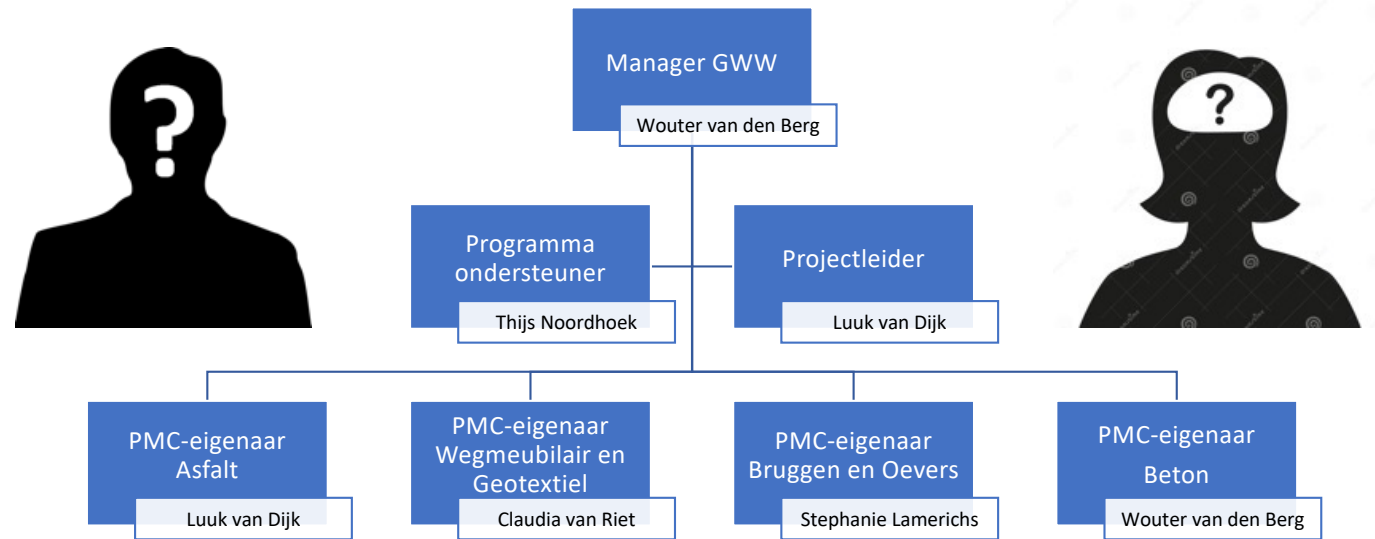 ?
Manager GWW
Wouter van den Berg
?
Programma
ondersteuner
Thijs Noordhoek
Projectleider
Luuk van Dijk
PMC-eigenaar
Asfalt
Luuk van Dijk
PMC-eigenaar
Wegmeubilair en
Geotextiel
Claudia van Riet
PMC-eigenaar
Bruggen en Oevers
Stephanie Lamerichs
PMC-eigenaar
Beton
Wouter van den Berg